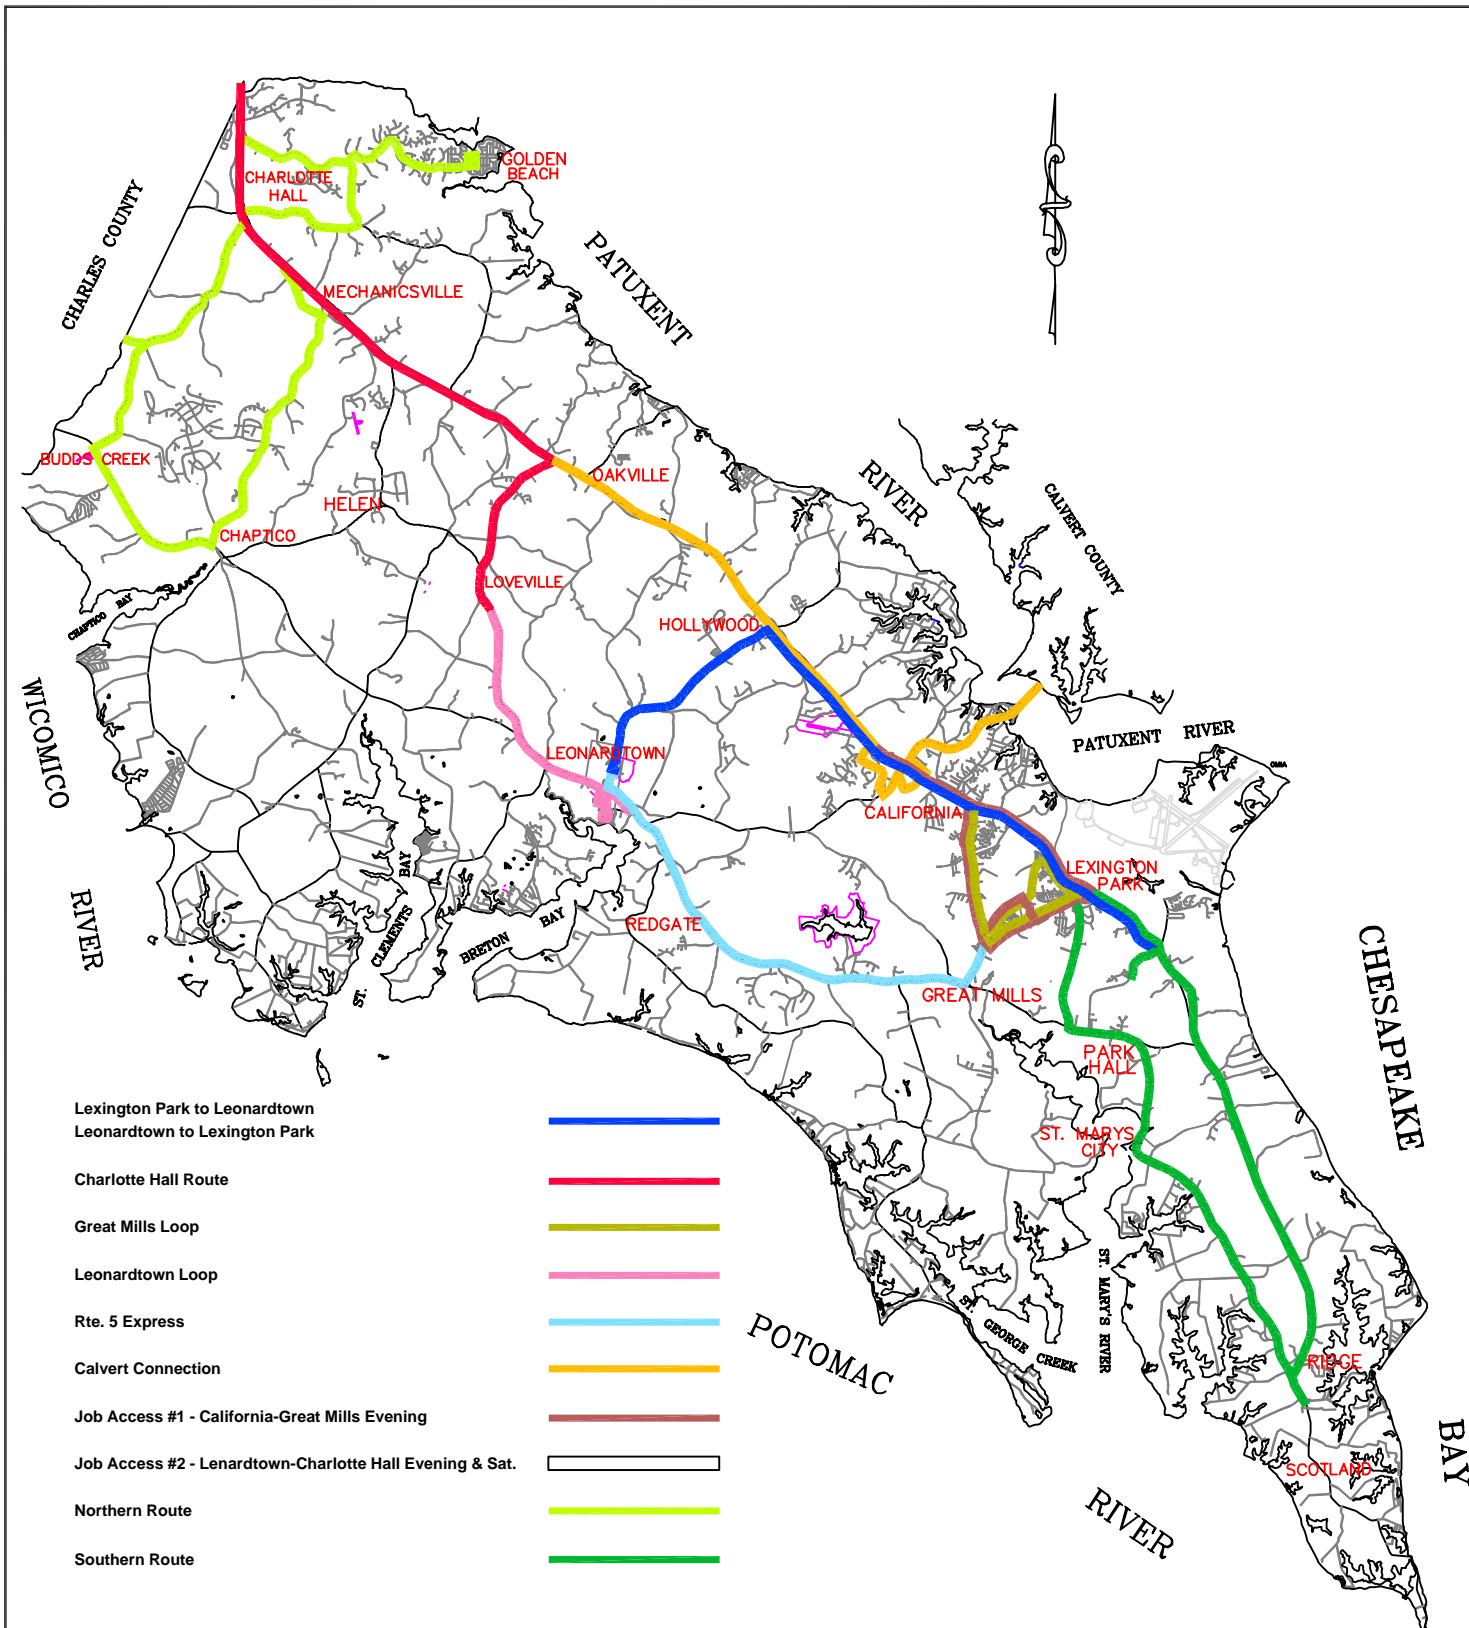 GOLDEN
BEACH
CHARLOTTE
HALL
CHARLES COUNTY
PATUXENT
MECHANICSVILLE
BUDDS CREEK
OAKVILLE
HELEN
RIVER
CALVERT COUNTY
CHAPTICO
LOVEVILLE
CHAPTICO BAY
HOLLYWOOD
WICOMICO
LEONARDTOWN
PATUXENT RIVER
CALIFORNIA
LEXINGTON
PARK
RIVER
CLEMENTS BAY
ST.
BRETON BAY
REDGATE
GREAT MILLS
CHESAPEAKE
PARK
HALL
ST. MARYS
CITY
Lexington Park to Leonardtown
Leonardtown to Lexington Park
Charlotte Hall Route
Great Mills Loop
Leonardtown Loop
Rte. 5 Express
Calvert Connection
Job Access #1 - California-Great Mills Evening
Job Access #2 - Lenardtown-Charlotte Hall Evening & Sat.
Northern Route
Southern Route
ST. MARY'S RIVER
ST. GEORGE CREEK
POTOMAC
RIDGE
BAY
SCOTLAND
RIVER